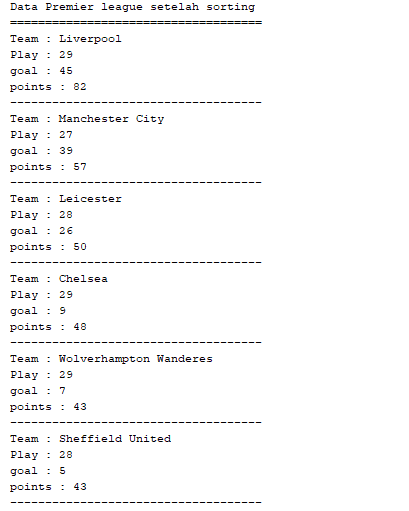 Data Premier league setelah sorting
====================================
Team : Liverpool
Play : 29
goal : 45
points : 82
------------------------------------
Team : Manchester City
Play : 27
goal : 39
points : 57
------------------------------------
Team : Leicester
Play : 28
goal : 26
points : 50
------------------------------------
Team : Chelsea
Play : 29
goal : 9
points : 48
------------------------------------
Team : Wolverhampton Wanderes
Play : 29
goal : 7
points : 43
------------------------------------
Team : Sheffield United
Play : 28
goal : 5
points : 43
------------------------------------